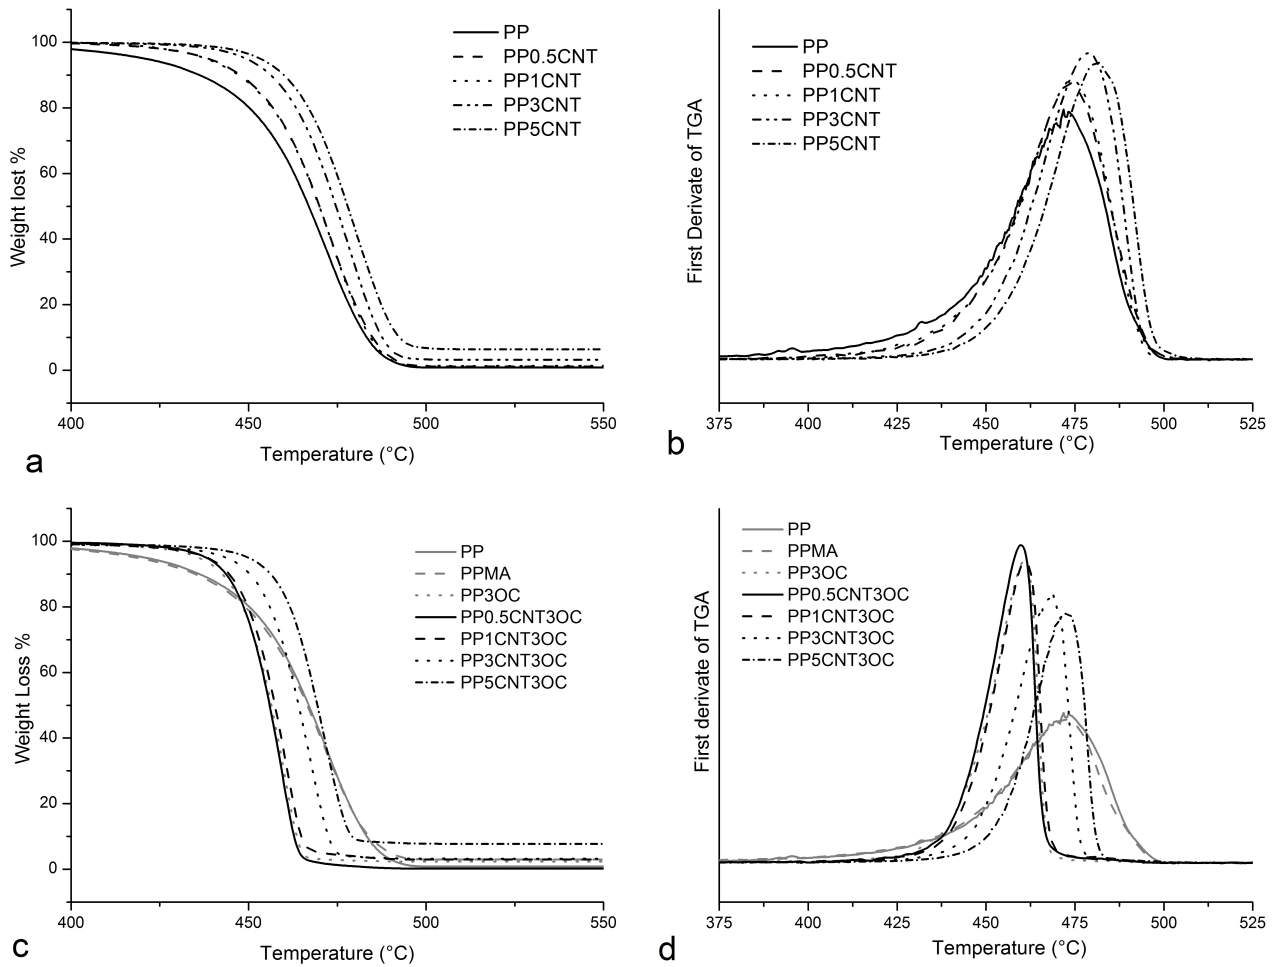 100
80
60
40
20
0
Weight lost %
PP
PP0.5CNT
PP1CNT
PP3CNT
PP5CNT
400 450 500 550
Temperature (°C)
a
First Derivate of TGA
PP
PP0.5CNT
PP1CNT
PP3CNT
PP5CNT
375 400 425 450 475 500 525
Temperature (°C)
b
100
80
60
40
20
0
Weight Loss %
PP
PPMA
PP3OC
PP0.5CNT3OC
PP1CNT3OC
PP3CNT3OC
PP5CNT3OC
400 450 500 550
Temperature (°C)
c
First derivate of TGA
PP
PPMA
PP3OC
PP0.5CNT3OC
PP1CNT3OC
PP3CNT3OC
PP5CNT3OC
375 400 425 450 475 500 525
Temperature (°C)
d